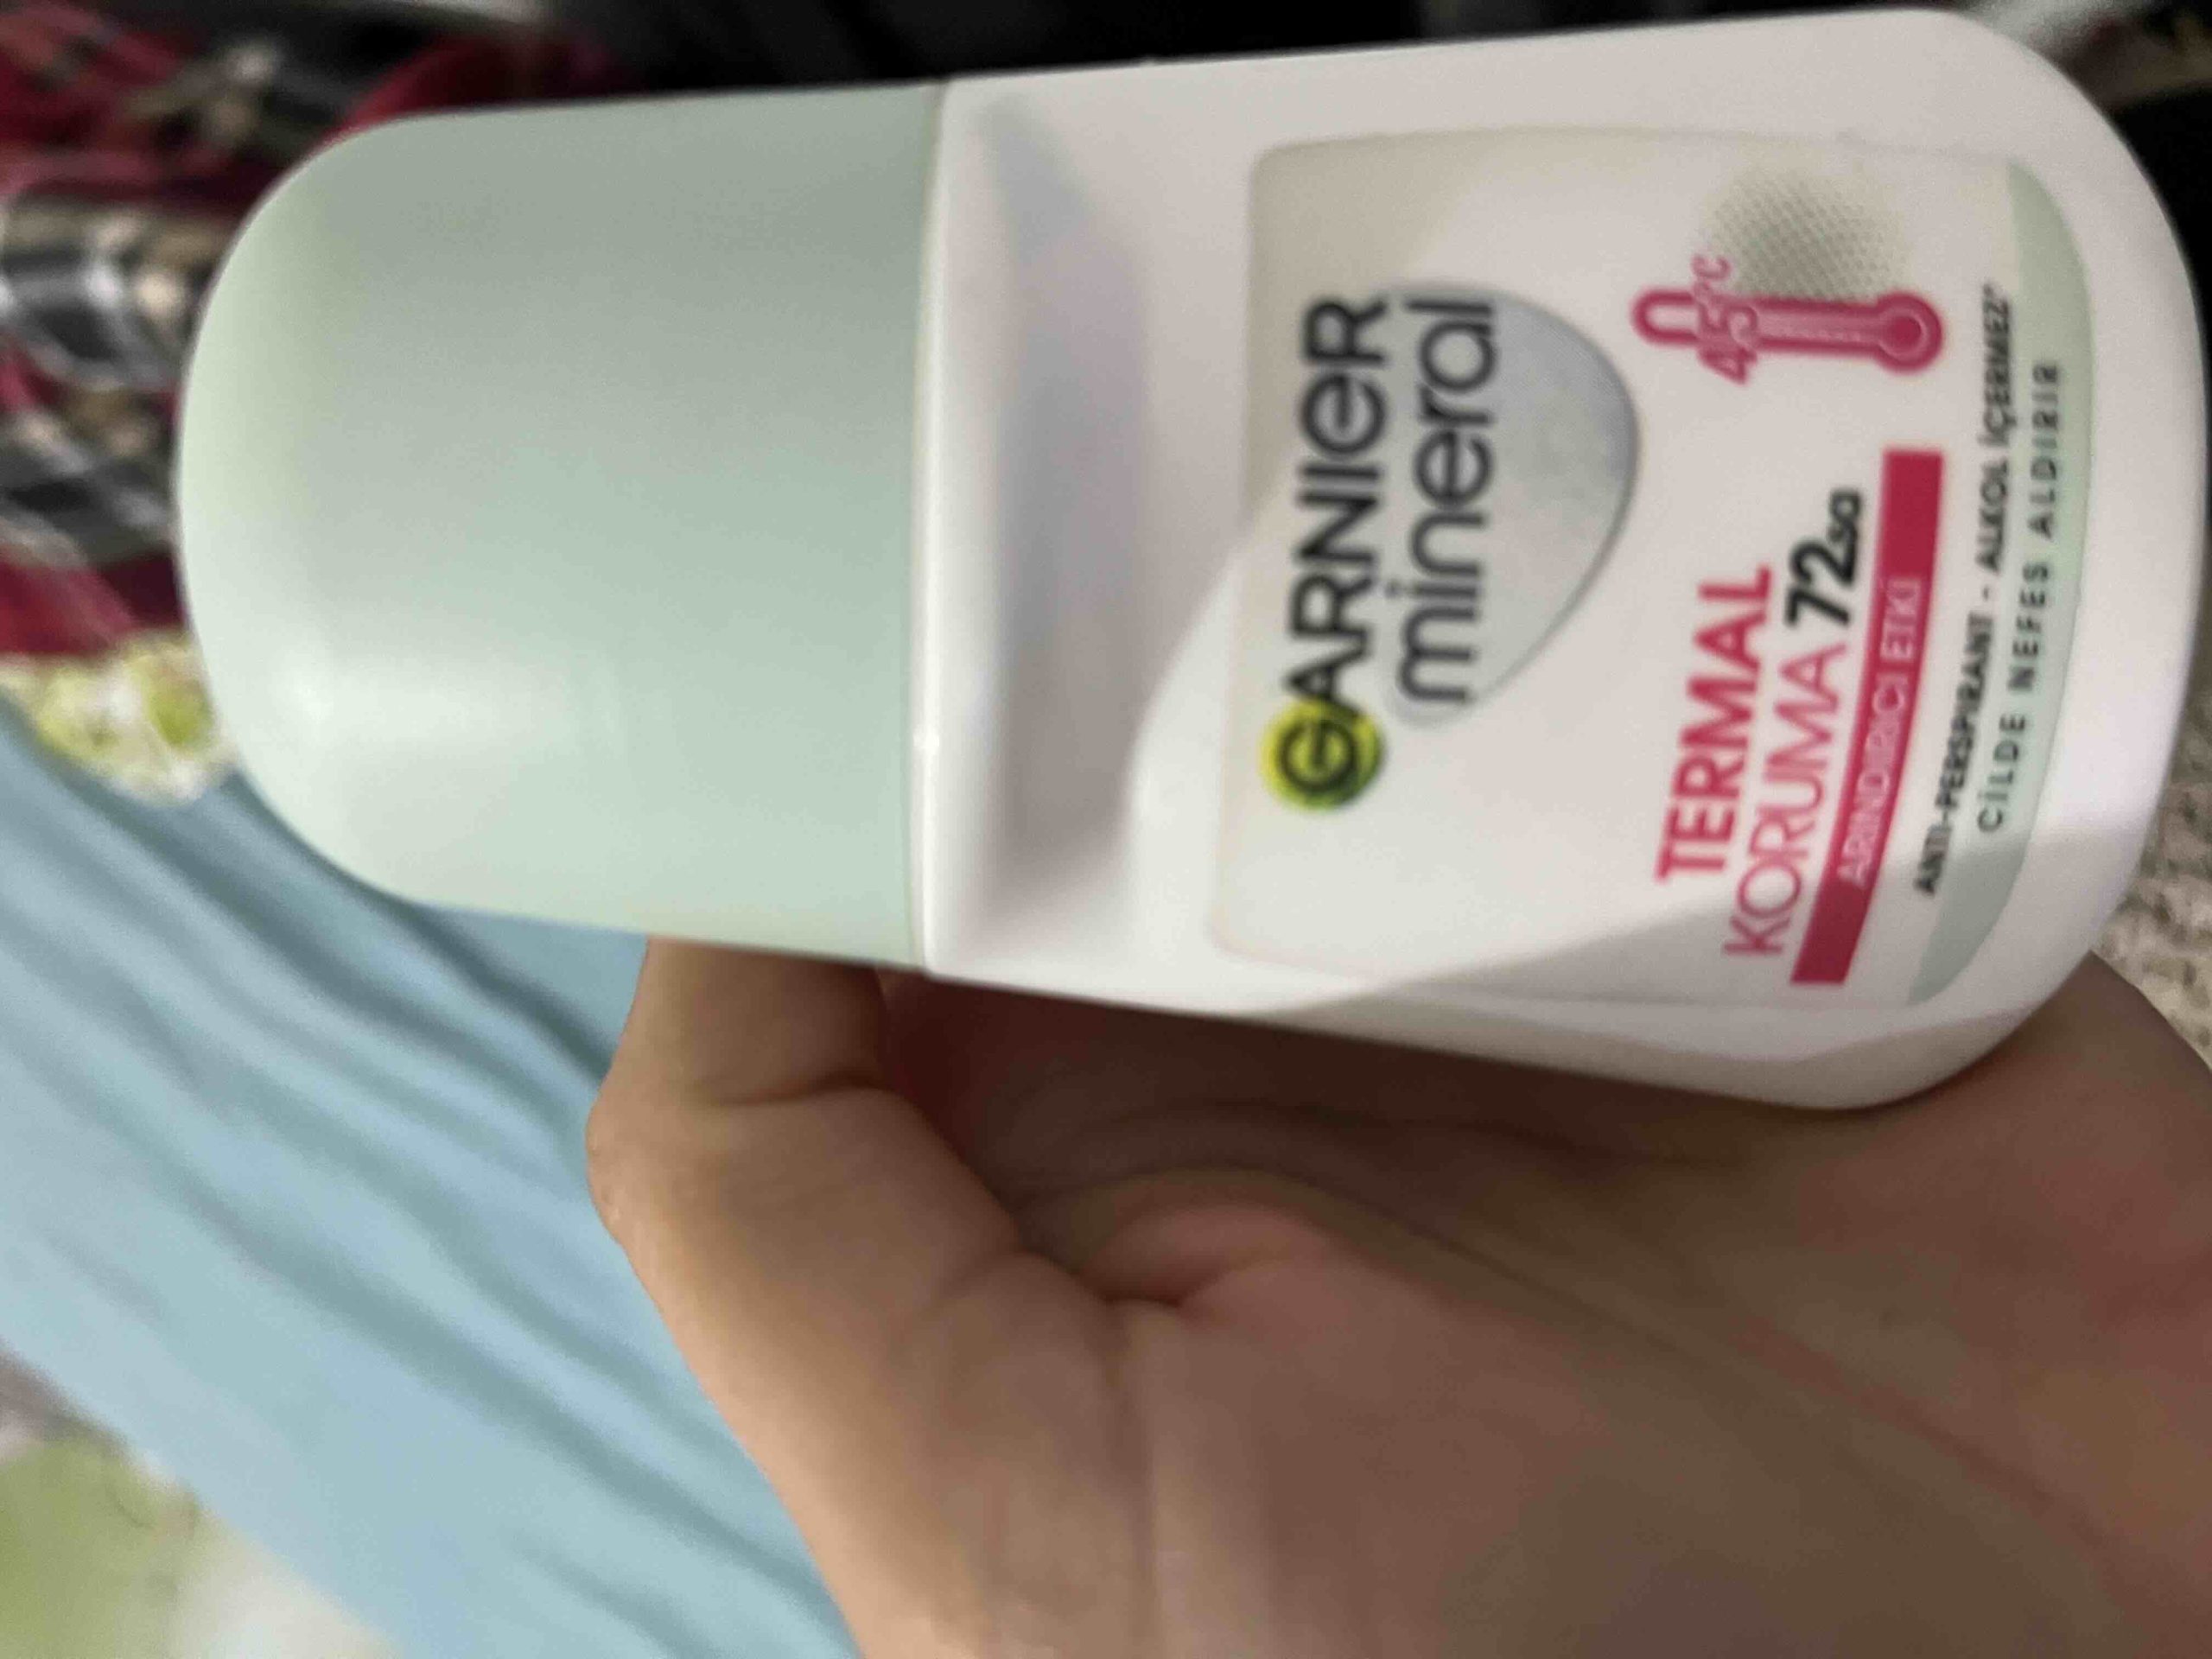 GARNIER
mineral
45°C
TERMAL
KORUMA 72sa
ARINDIRICI ETKİ
ANTI-PERSPIRANT - ALKOL İÇERMEZ*
CİLDE NEFES ALDIRIR